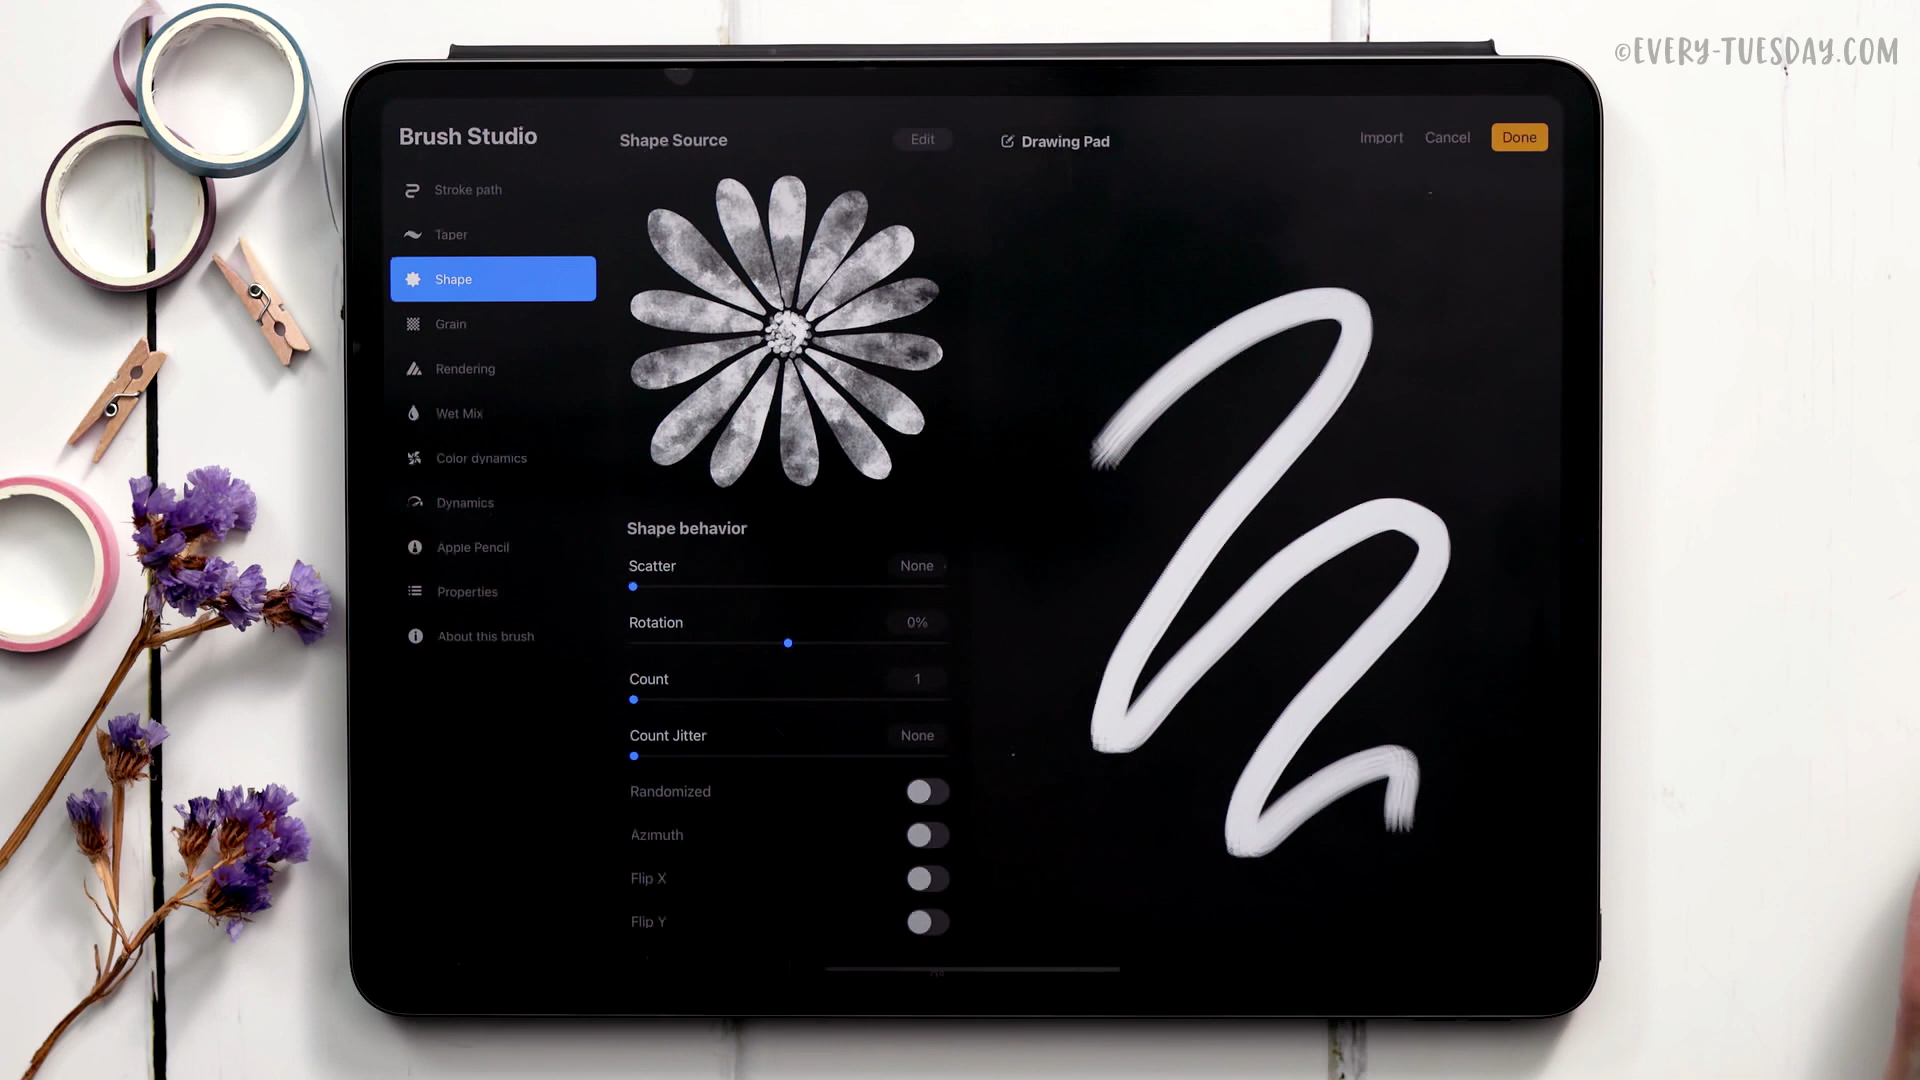 ©EVERY-TUESDAY.COM
Brush Studio
Stroke path
Taper
Shape
Grain
Rendering
Wet Mix
Color dynamics
Dynamics
Apple Pencil
Properties
About this brush
Shape Source
Edit
Shape behavior
Scatter
None
Rotation
0%
Count
1
Count Jitter
None
Randomized
Azimuth
Flip X
Flip Y
Drawing Pad
Import
Cancel
Done